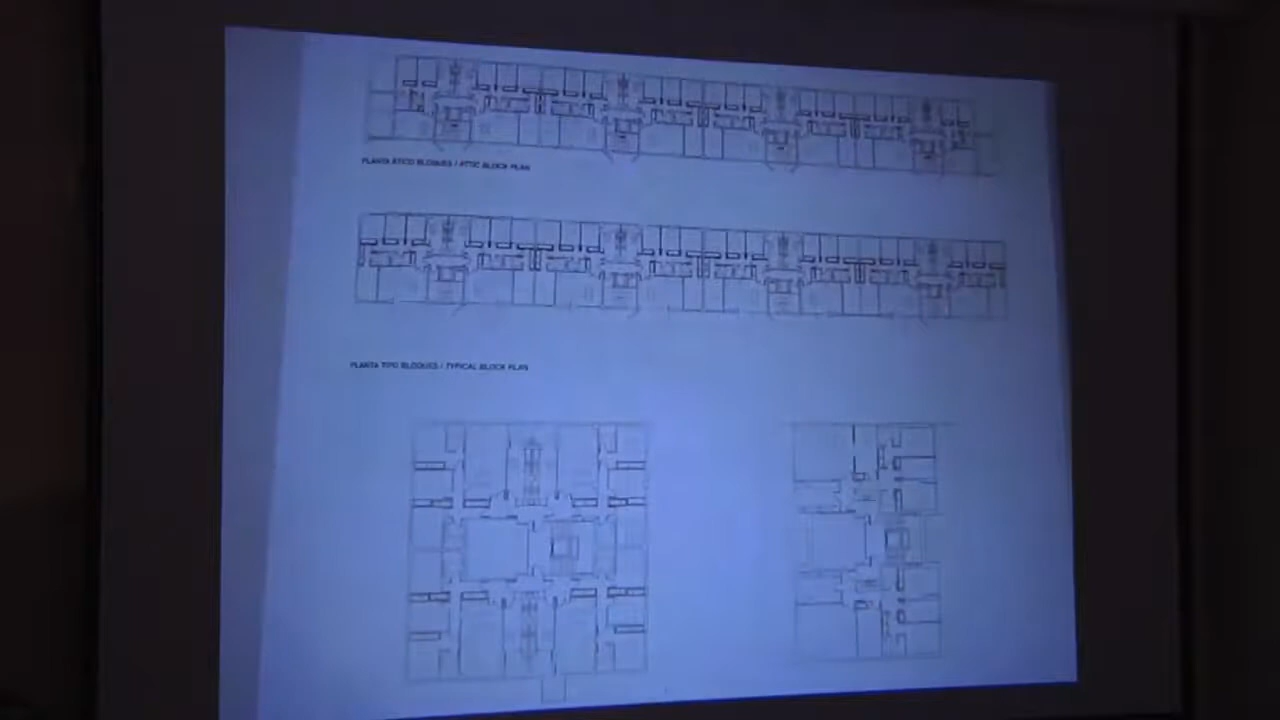 PLANTA ATICO BLOQUES / ATTIC BLOCK PLAN
PLANTA TIPO BLOQUES / TYPICAL BLOCK PLAN